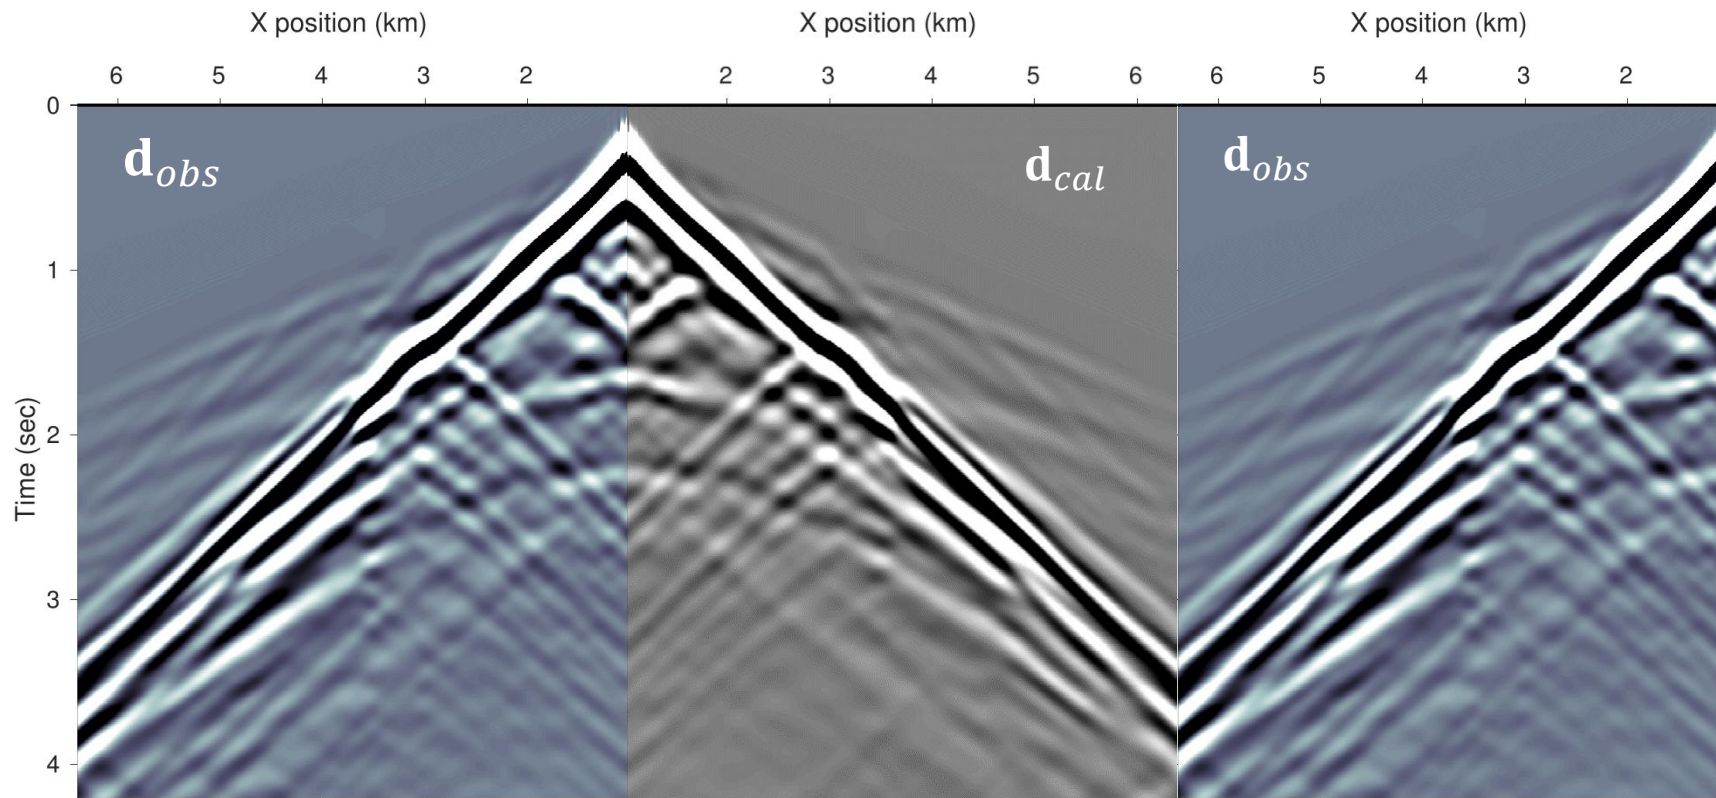 X position (km) X position (km) X position (km)
6 5 4 3 2 2 3 4 5 6 6 5 4 3 2
0
d_obs d_cal d_obs
1
2
Time (sec)
3
4